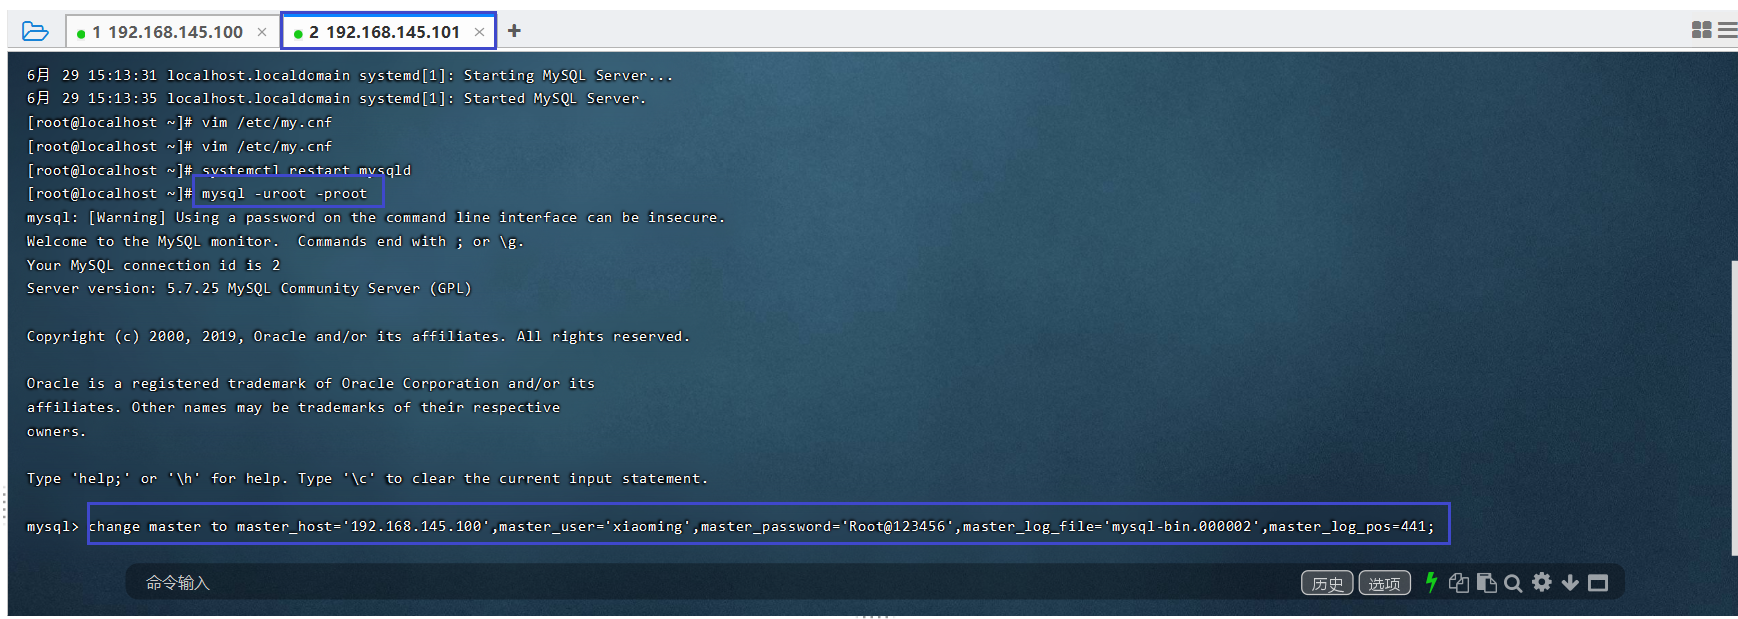 1 192.168.145.100 × 2 192.168.145.101 × +
6月 29 15:13:31 localhost.localdomain systemd[1]: Starting MySQL Server...
6月 29 15:13:35 localhost.localdomain systemd[1]: Started MySQL Server.
[root@localhost ~]# vim /etc/my.cnf
[root@localhost ~]# vim /etc/my.cnf
[root@localhost ~]# systemctl restart mysqld
[root@localhost ~]# mysql -uroot -proot
mysql: [Warning] Using a password on the command line interface can be insecure.
Welcome to the MySQL monitor.  Commands end with ; or \g.
Your MySQL connection id is 2
Server version: 5.7.25 MySQL Community Server (GPL)
Copyright (c) 2000, 2019, Oracle and/or its affiliates. All rights reserved.
Oracle is a registered trademark of Oracle Corporation and/or its
affiliates. Other names may be trademarks of their respective
owners.
Type 'help;' or '\h' for help. Type '\c' to clear the current input statement.
mysql> change master to master_host='192.168.145.100',master_user='xiaoming',master_password='Root@123456',master_log_file='mysql-bin.000002',master_log_pos=441;
命令输入 历史 选项